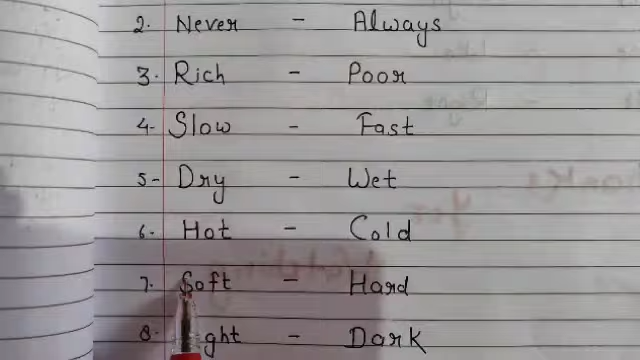 2. Never - Always
3. Rich - Poor
4- Slow - Fast
5- Dry - Wet
6. Hot - Cold
7. Soft - Hard
8. ght - Dark